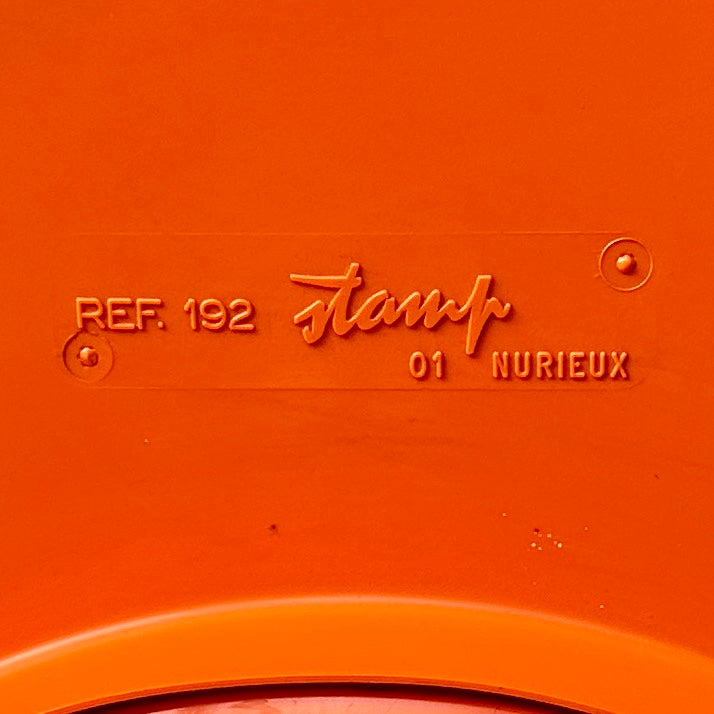 REF. 192 stamp
01 NURIEUX